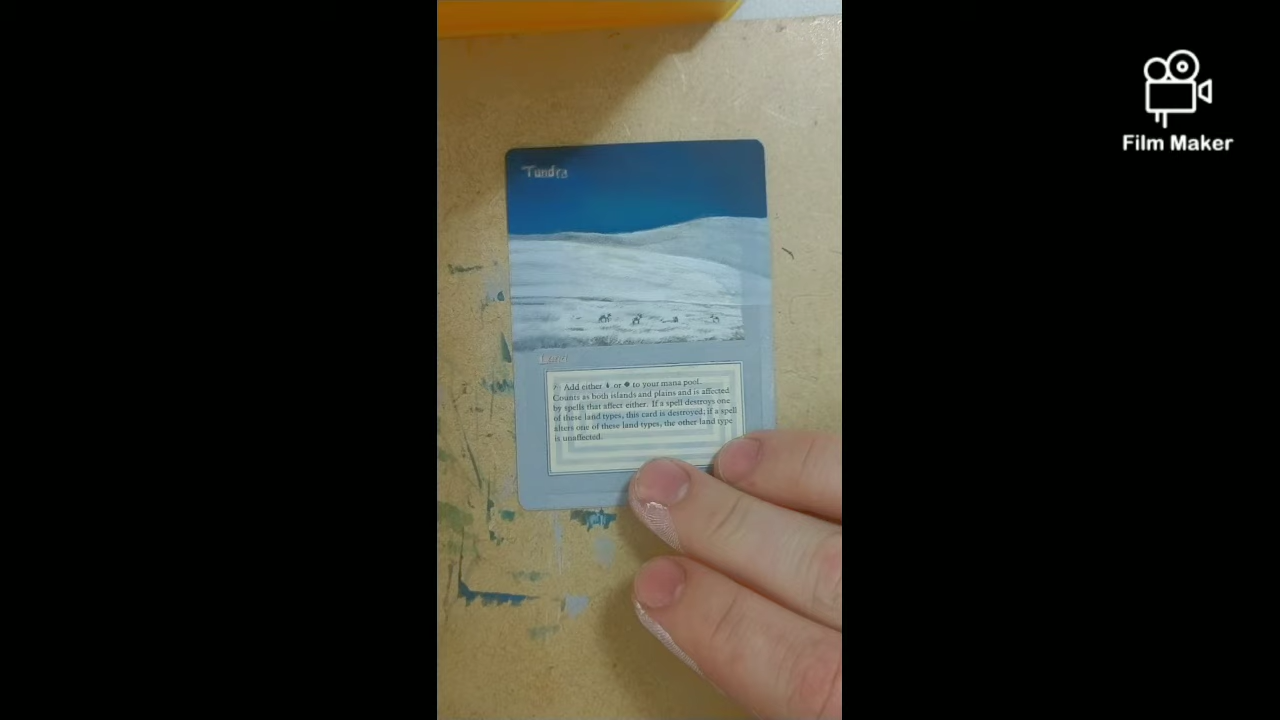 Film Maker
Tundra
Land
: Add either or to your mana pool.
Counts as both islands and plains and is affected
by spells that affect either. If a spell destroys one
of these land types, this card is destroyed; if a spell
alters one of these land types, the other land type
is unaffected.